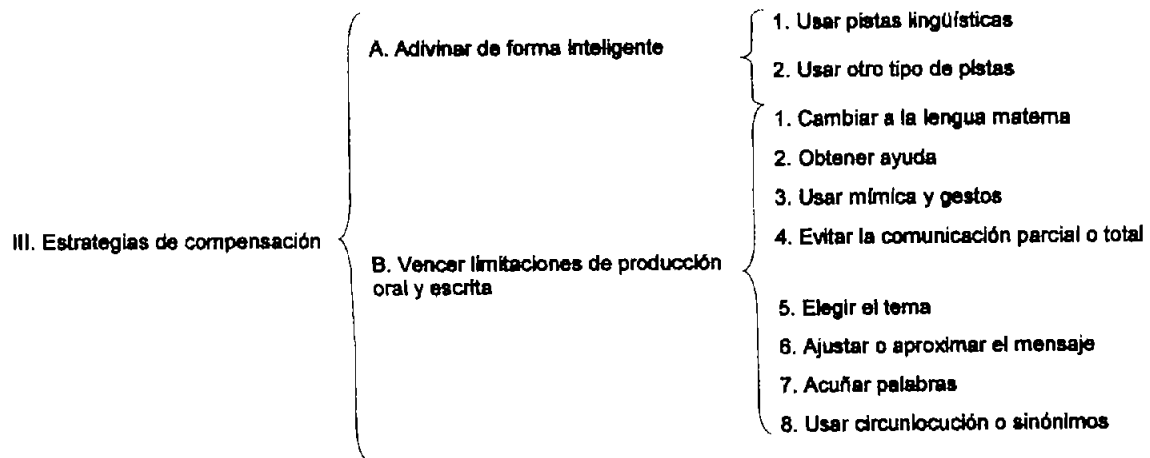 III. Estrategias de compensación
A. Adivinar de forma inteligente
1. Usar pistas lingüísticas
2. Usar otro tipo de pistas
B. Vencer limitaciones de producción
oral y escrita
1. Cambiar a la lengua materna
2. Obtener ayuda
3. Usar mímica y gestos
4. Evitar la comunicación parcial o total
5. Elegir el tema
6. Ajustar o aproximar el mensaje
7. Acuñar palabras
8. Usar circunlocución o sinónimos